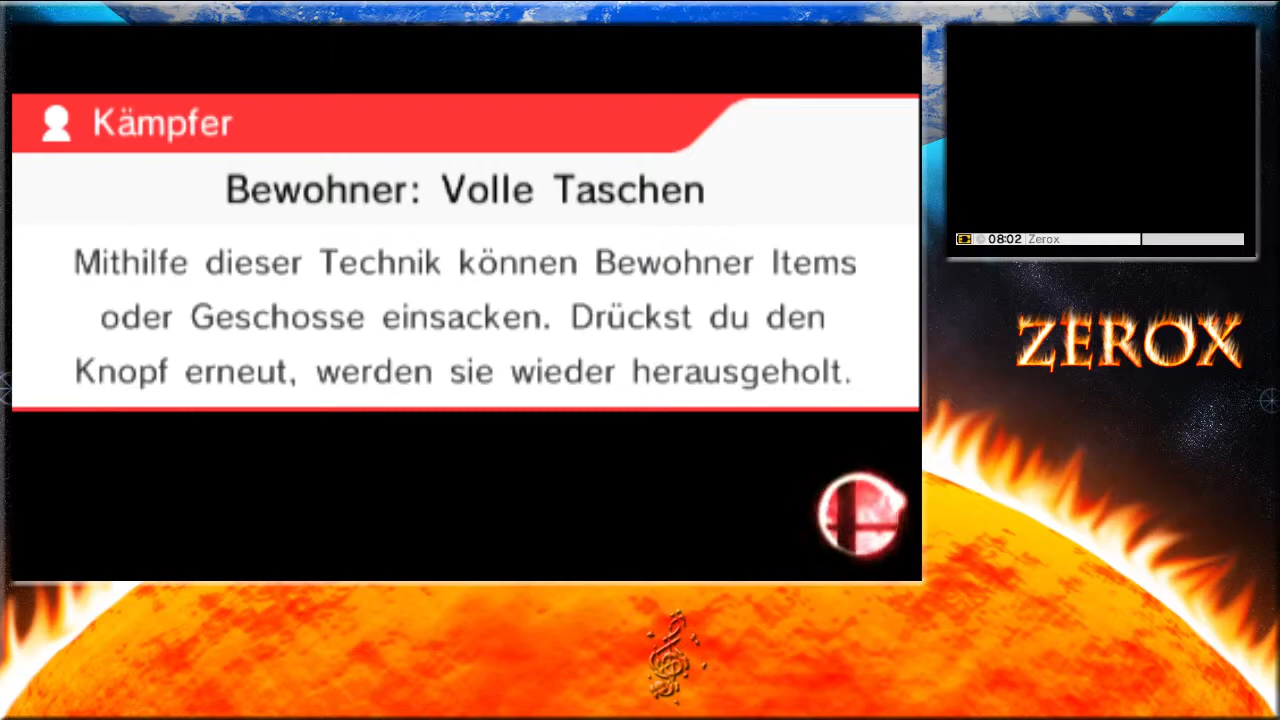 Kämpfer
Bewohner: Volle Taschen
Mithilfe dieser Technik können Bewohner Items
oder Geschosse einsacken. Drückst du den
Knopf erneut, werden sie wieder herausgeholt.
08:02 Zerox
ZEROX